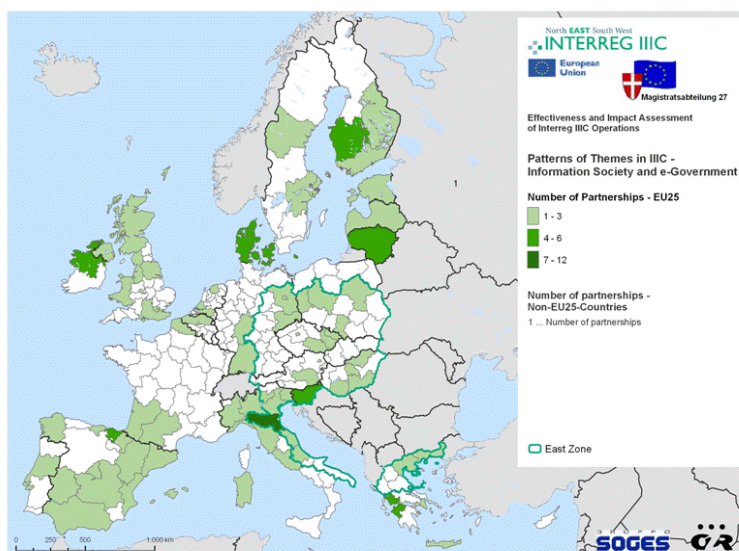 North EAST South West
INTERREG IIIC
European
Union
Magistratsabteilung 27
Effectiveness and Impact Assessment
of Interreg IIIC Operations
Patterns of Themes in IIIC -
Information Society and e-Government
Number of Partnerships - EU25
1 - 3
4 - 6
7 - 12
Number of partnerships -
Non-EU25-Countries
1 ... Number of partnerships
East Zone
1
0 250 500 1.000 km
GRUPPO
SOGES
ÖIR